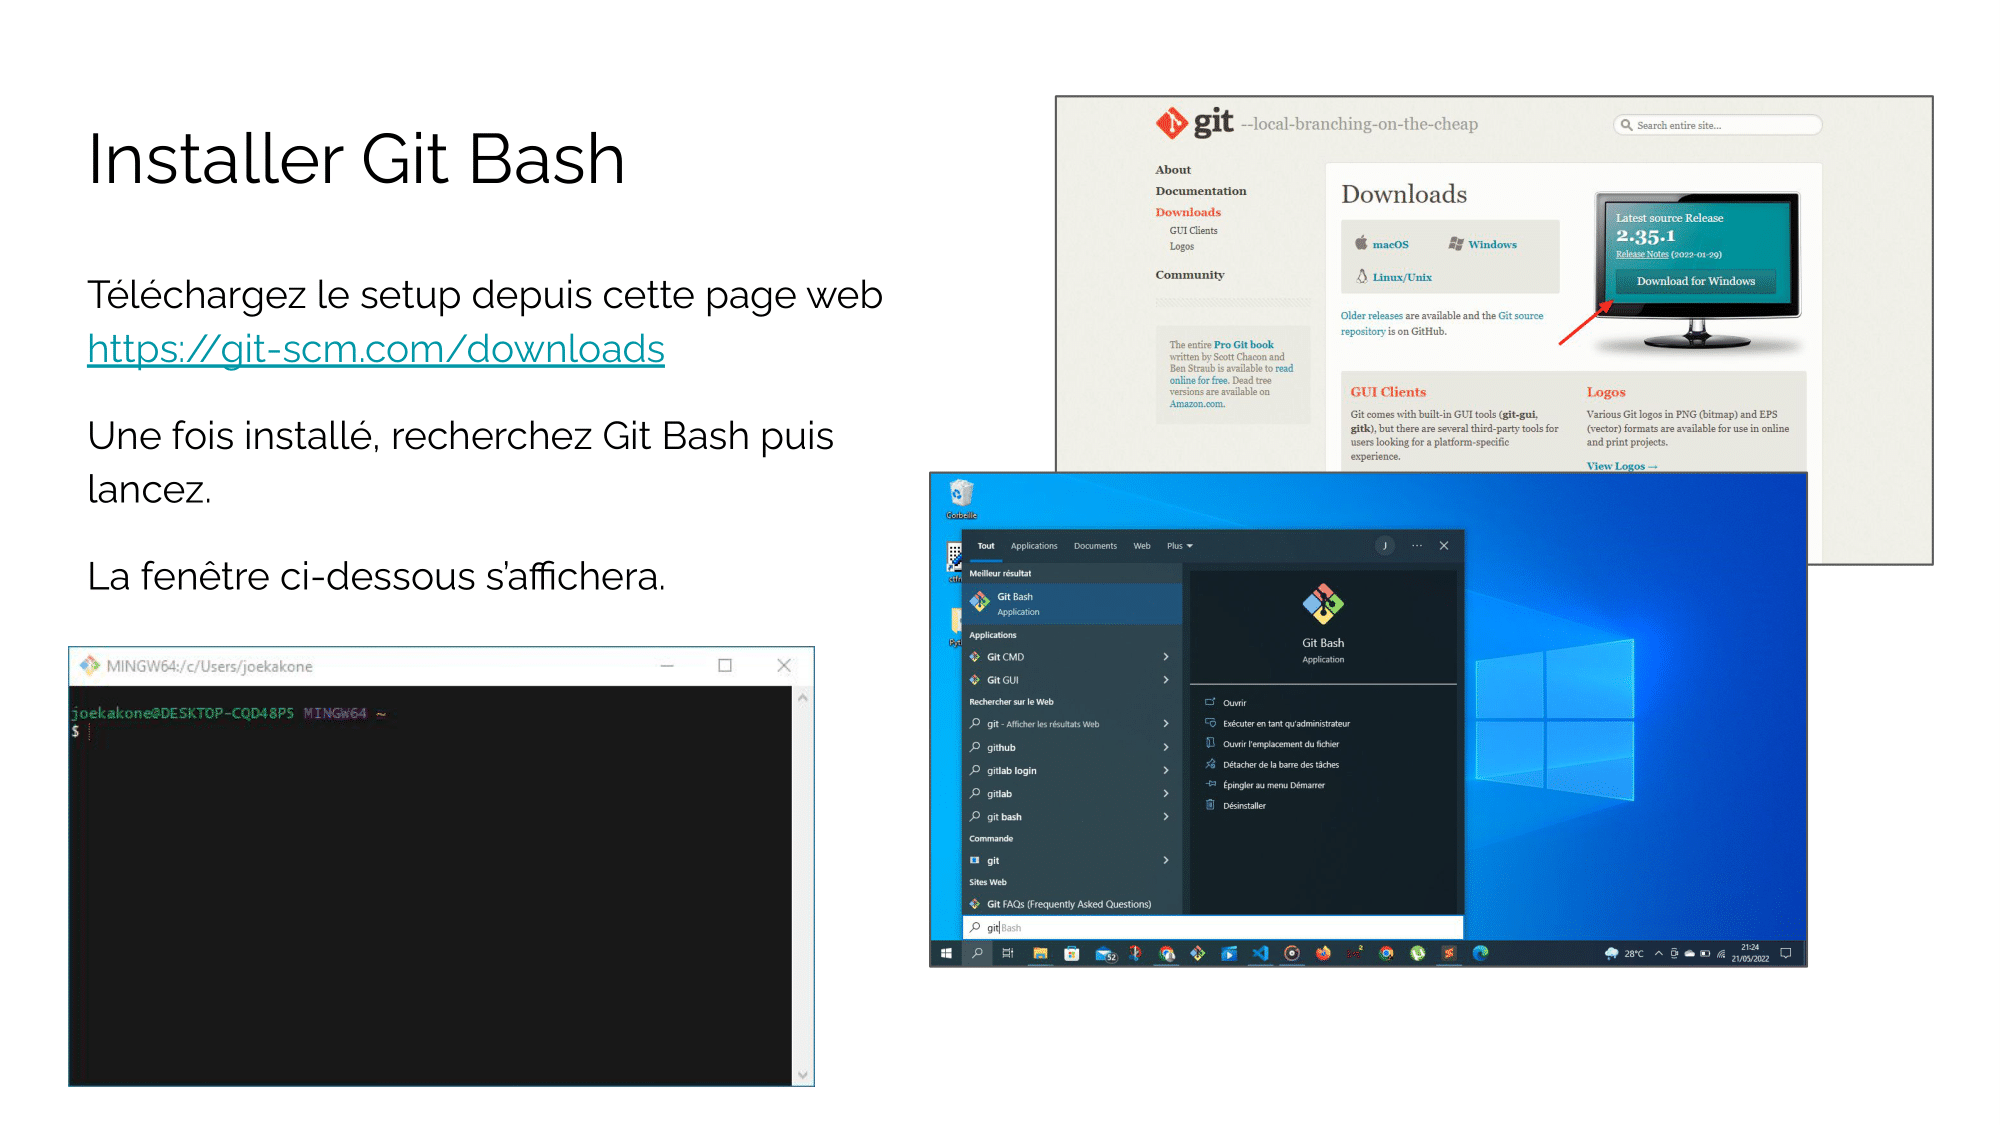 Installer Git Bash
Téléchargez le setup depuis cette page web
https://git-scm.com/downloads
Une fois installé, recherchez Git Bash puis
lancez.
La fenêtre ci-dessous s'affichera.
MINGW64:/c/Users/joekakone
joekakone@DESKTOP-CQD48P5 MINGW64 ~
$
git --local-branching-on-the-cheap
Search entire site...
About
Documentation
Downloads
GUI Clients
Logos
Community
The entire Pro Git book
written by Scott Chacon and
Ben Straub is available to read
online for free. Dead tree
versions are available on
Amazon.com.
Downloads
macOS
Windows
Linux/Unix
Older releases are available and the Git source
repository is on GitHub.
Latest source Release
2.35.1
Release Notes (2022-01-29)
Download for Windows
GUI Clients
Git comes with built-in GUI tools (git-gui,
gitk), but there are several third-party tools for
users looking for a platform-specific
experience.
Logos
Various Git logos in PNG (bitmap) and EPS
(vector) formats are available for use in online
and print projects.
View Logos →
Corbeille
Tout Applications Documents Web Plus
J ...
Meilleur résultat
Git Bash
Application
Applications
Git CMD
Git GUI
Rechercher sur le Web
git - Afficher les résultats Web
github
gitlab login
gitlab
git bash
Commande
git
Sites Web
Git FAQs (Frequently Asked Questions)
git Bash
Git Bash
Application
Ouvrir
Exécuter en tant qu'administrateur
Ouvrir l'emplacement du fichier
Détacher de la barre des tâches
Épingler au menu Démarrer
Désinstaller
52
28°C
21:24
21/05/2022